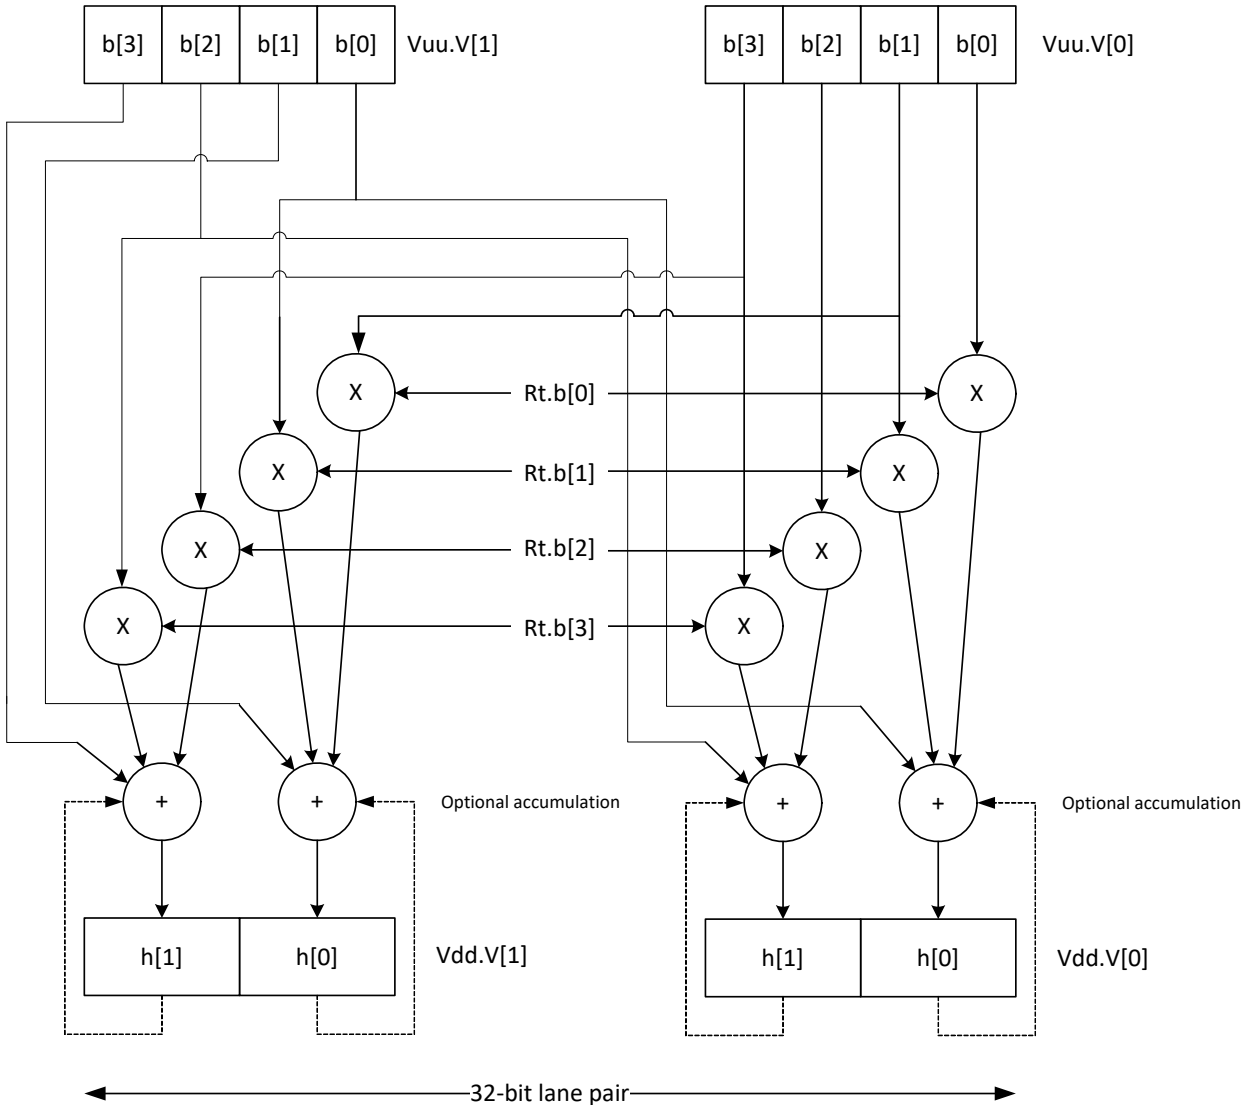 b[3] b[2] b[1] b[0] Vuu.V[1] b[3] b[2] b[1] b[0] Vuu.V[0]
X Rt.b[0] X
X Rt.b[1] X
X Rt.b[2] X
X Rt.b[3] X
+ + Optional accumulation + + Optional accumulation
h[1] h[0] Vdd.V[1] h[1] h[0] Vdd.V[0]
32-bit lane pair